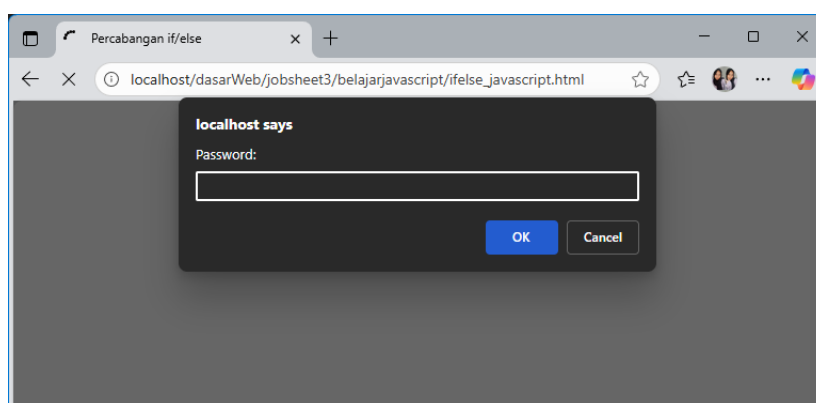 Percabangan if/else
localhost/dasarWeb/jobsheet3/belajarjavascript/ifelse_javascript.html
localhost says
Password:
OK Cancel